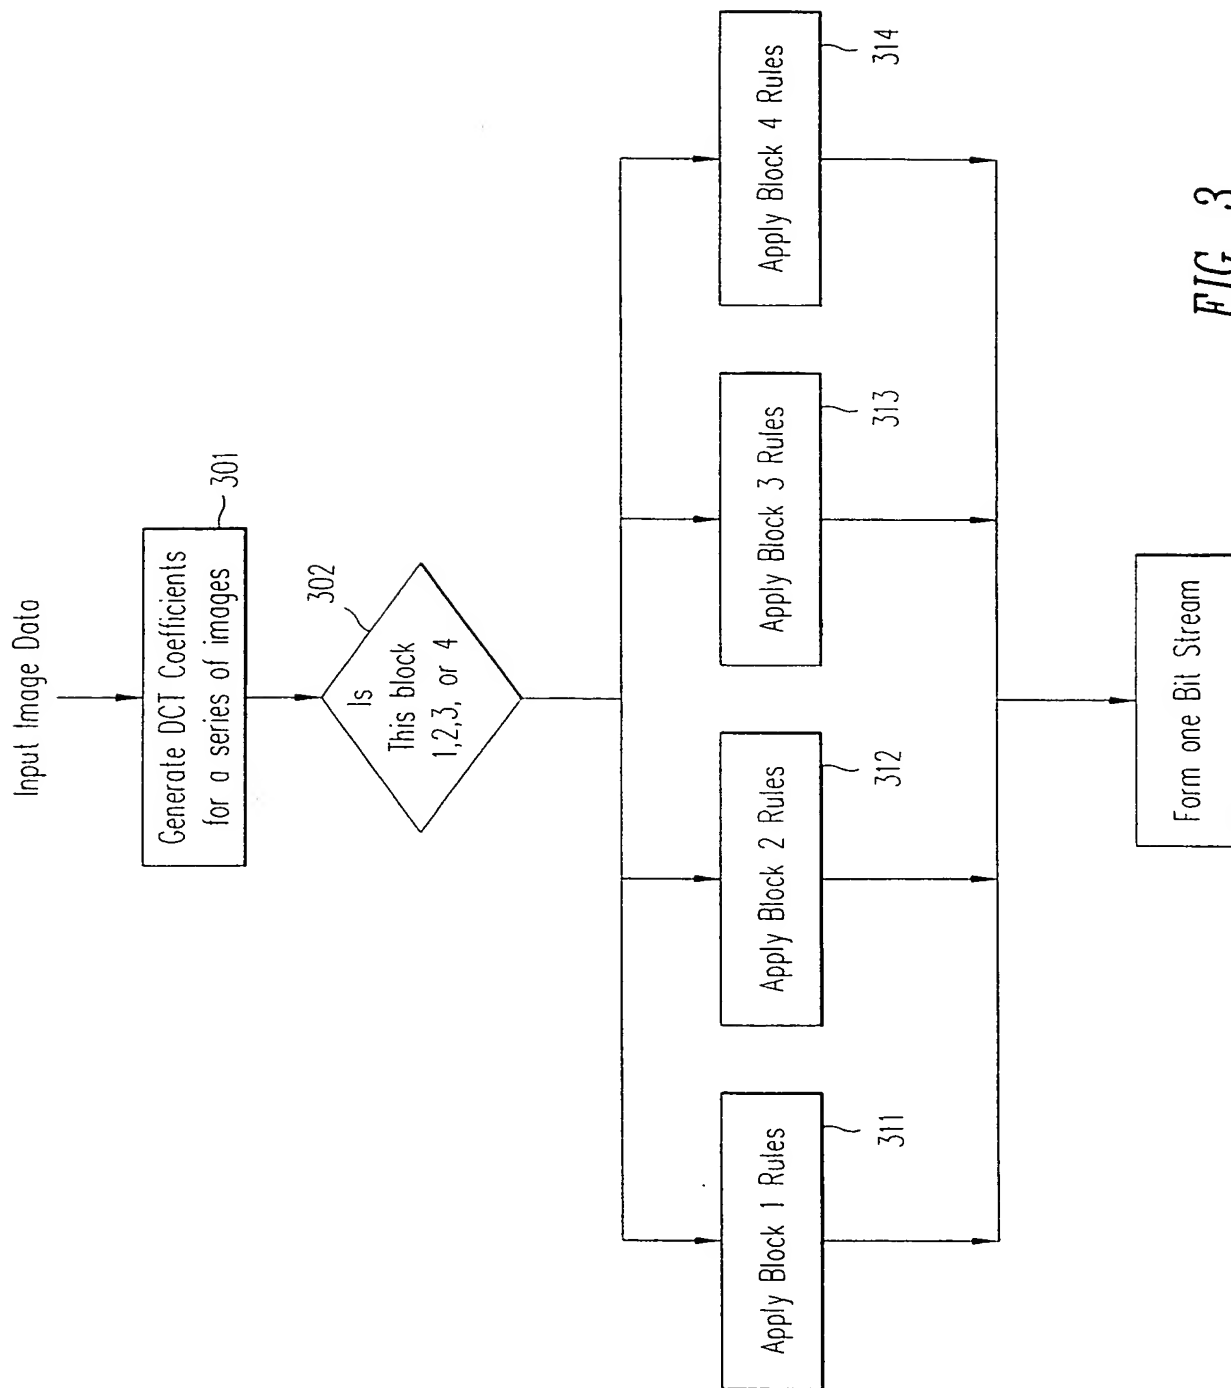 Input Image Data
Generate DCT Coefficients
for a series of images
301
Is
This block
1,2,3, or 4
302
Apply Block 1 Rules
311
Apply Block 2 Rules
312
Apply Block 3 Rules
313
Apply Block 4 Rules
314
Form one Bit Stream
FIG. 3